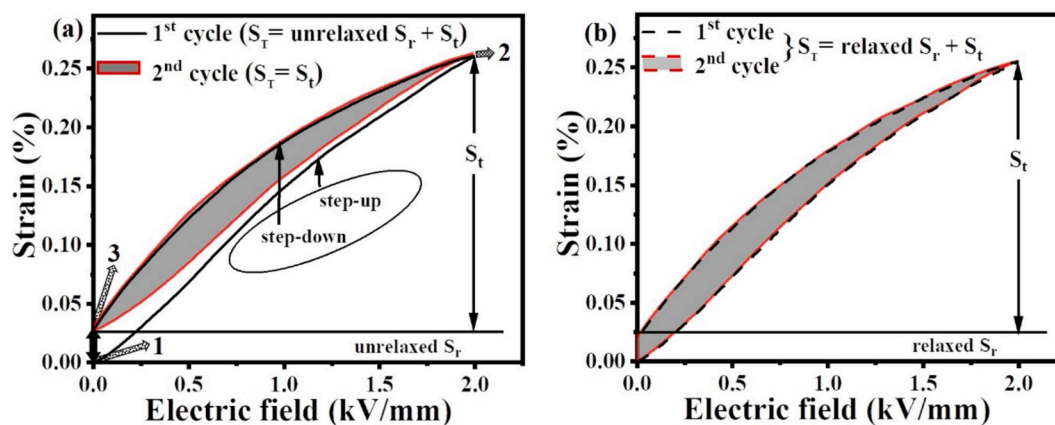 (a)
1st cycle (ST= unrelaxed Sr + St)
2nd cycle (ST= St)
2
0.25
0.20
0.15
0.10
0.05
0.00
Strain (%)
St
step-up
step-down
3
1
unrelaxed Sr
0.0 0.5 1.0 1.5 2.0
Electric field (kV/mm)
(b)
1st cycle
2nd cycle
}ST= relaxed Sr + St
0.25
0.20
0.15
0.10
0.05
0.00
Strain (%)
St
relaxed Sr
0.0 0.5 1.0 1.5 2.0
Electric field (kV/mm)